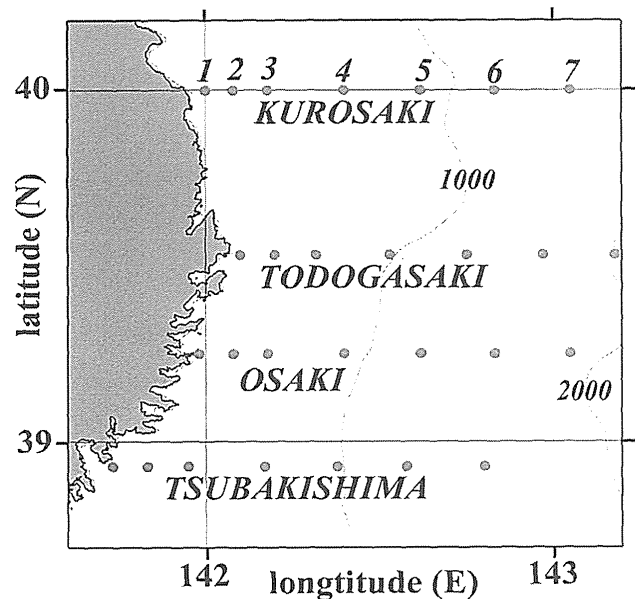 1 2 3 4 5 6 7
40
KUROSAKI
1000
latitude (N)
TODOGASAKI
OSAKI
2000
39
TSUBAKISHIMA
142 longtitude (E) 143